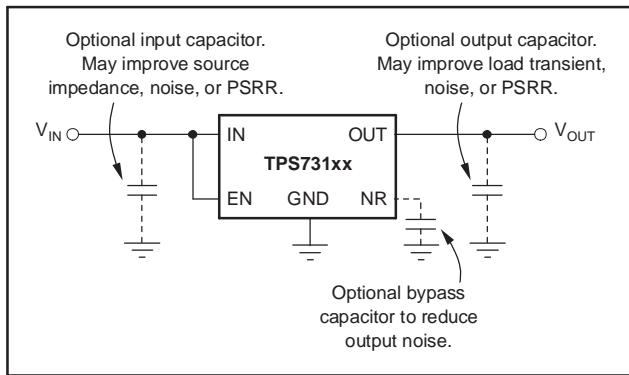 Optional input capacitor.
May improve source
impedance, noise, or PSRR.
Optional output capacitor.
May improve load transient,
noise, or PSRR.
VIN
IN
OUT
VOUT
TPS731xx
EN
GND
NR
Optional bypass
capacitor to reduce
output noise.